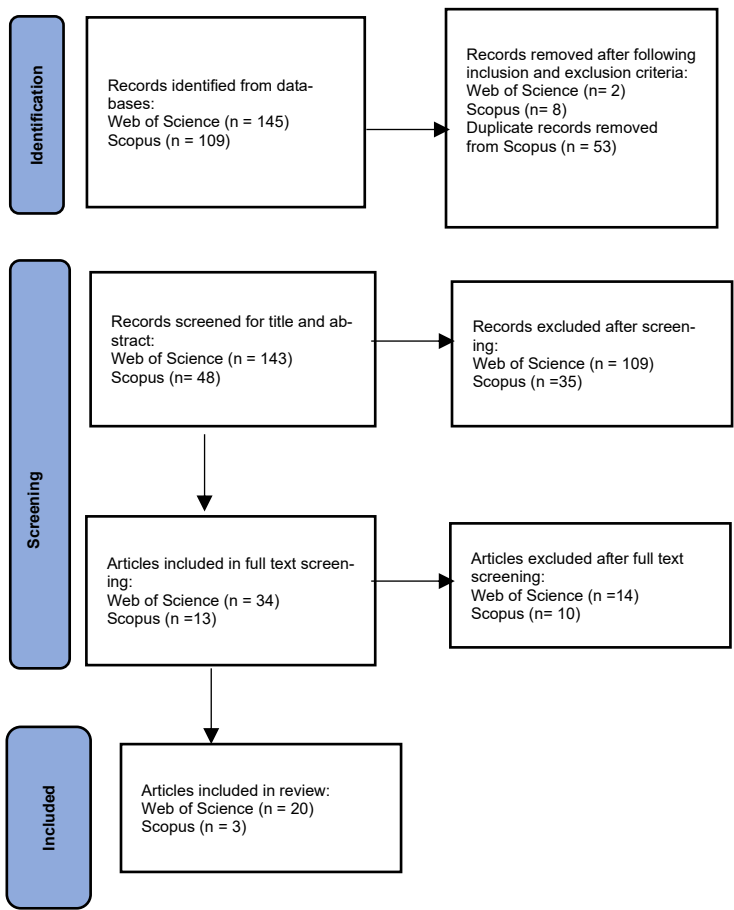 Identification
Records identified from data-
bases:
Web of Science (n = 145)
Scopus (n = 109)
Records removed after following
inclusion and exclusion criteria:
Web of Science (n= 2)
Scopus (n= 8)
Duplicate records removed
from Scopus (n = 53)
Screening
Records screened for title and ab-
stract:
Web of Science (n = 143)
Scopus (n= 48)
Records excluded after screen-
ing:
Web of Science (n = 109)
Scopus (n =35)
Articles included in full text screen-
ing:
Web of Science (n = 34)
Scopus (n =13)
Articles excluded after full text
screening:
Web of Science (n =14)
Scopus (n= 10)
Included
Articles included in review:
Web of Science (n = 20)
Scopus (n = 3)